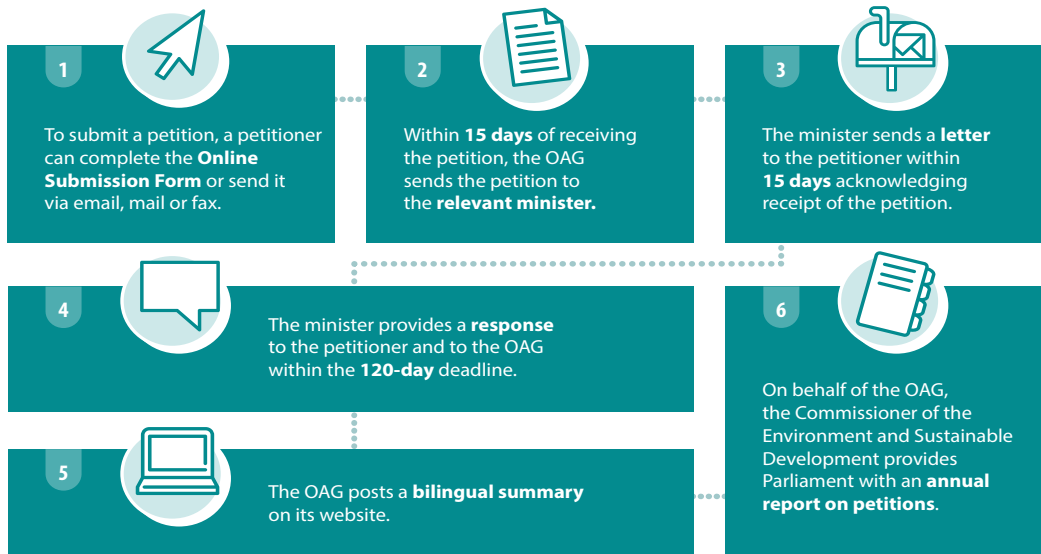 1
To submit a petition, a petitioner
can complete the Online
Submission Form or send it
via email, mail or fax.
2
Within 15 days of receiving
the petition, the OAG
sends the petition to
the relevant minister.
3
The minister sends a letter
to the petitioner within
15 days acknowledging
receipt of the petition.
4
The minister provides a response
to the petitioner and to the OAG
within the 120-day deadline.
5
The OAG posts a bilingual summary
on its website.
6
On behalf of the OAG,
the Commissioner of the
Environment and Sustainable
Development provides
Parliament with an annual
report on petitions.